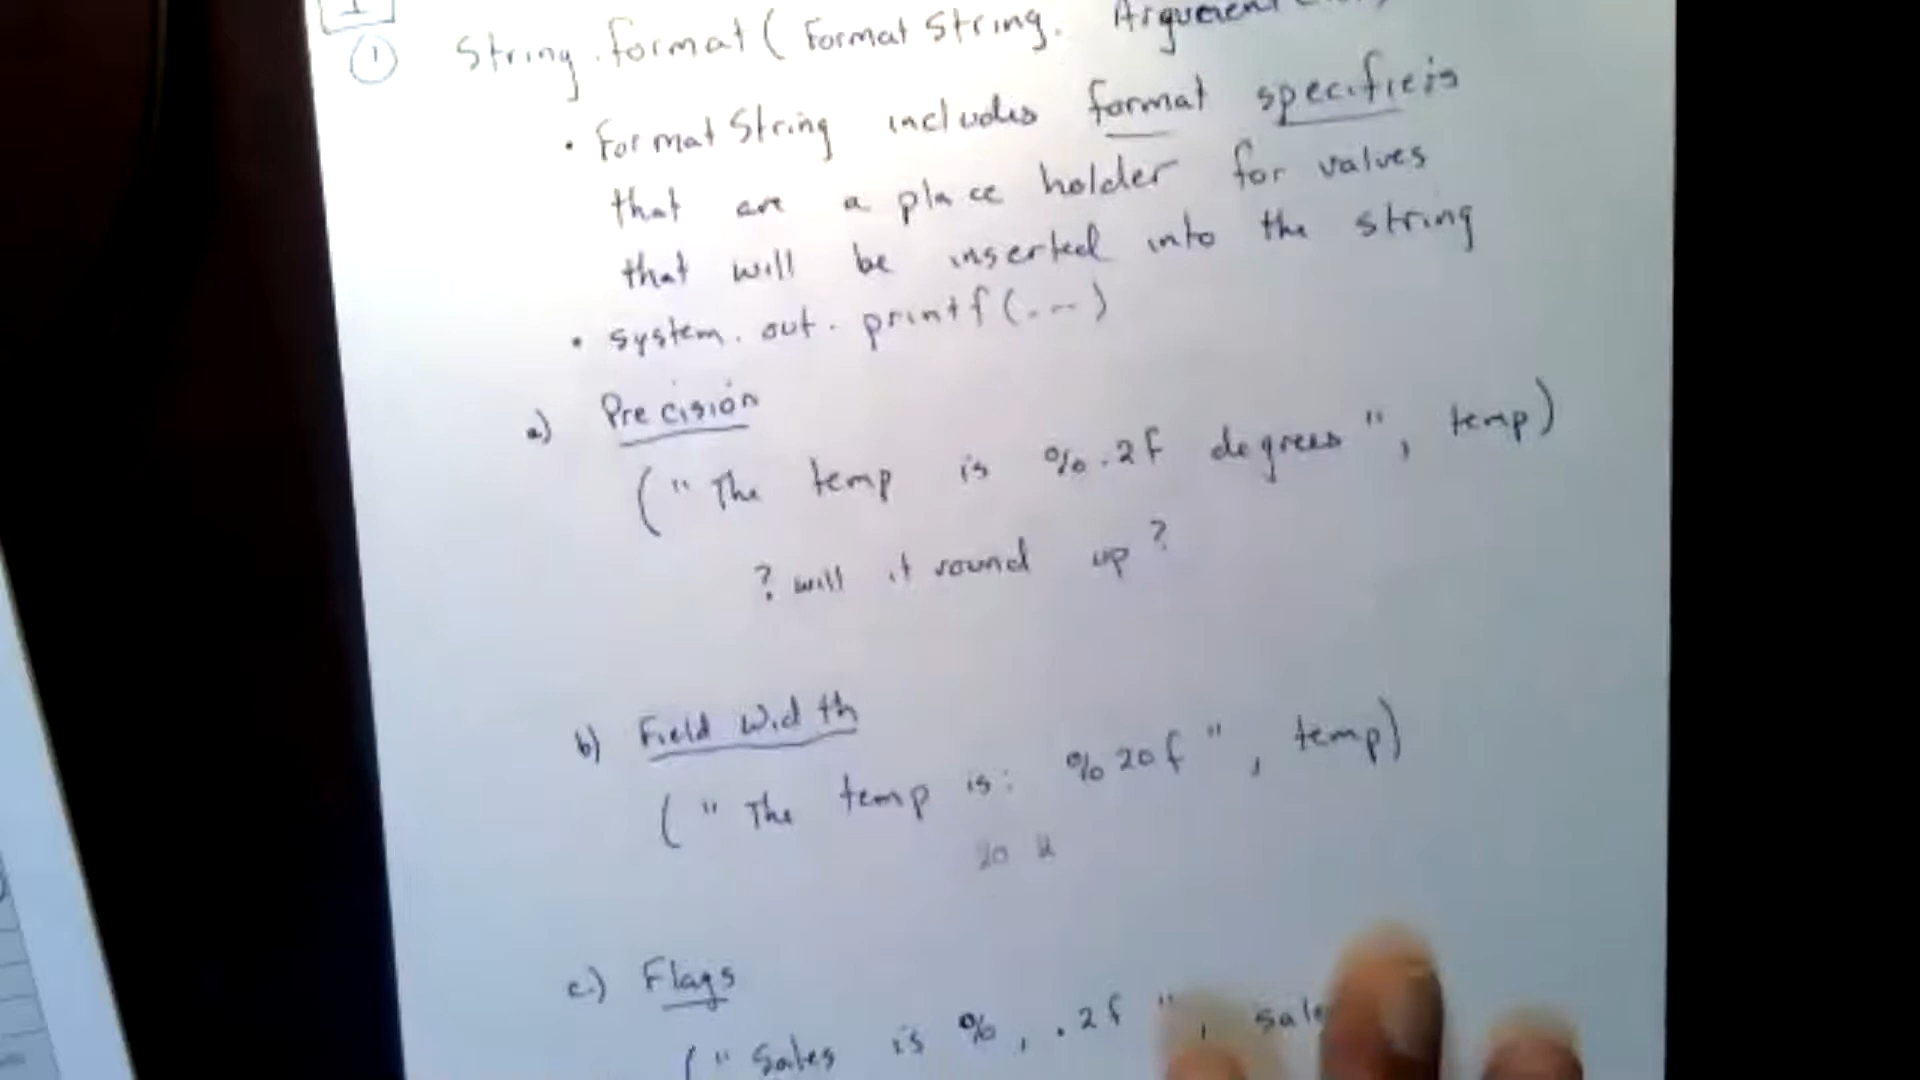 1
① String.format( Format String.
• Format String includes format specifiers
that are a place holder for values
that will be inserted into the string
• system.out.printf(...)
a) Precision
("The temp is %.2f degrees", temp)
? will it round up?
b) Field Width
("The temp is: %20f", temp)
20
c.) Flags
("Sales is %,.2f",